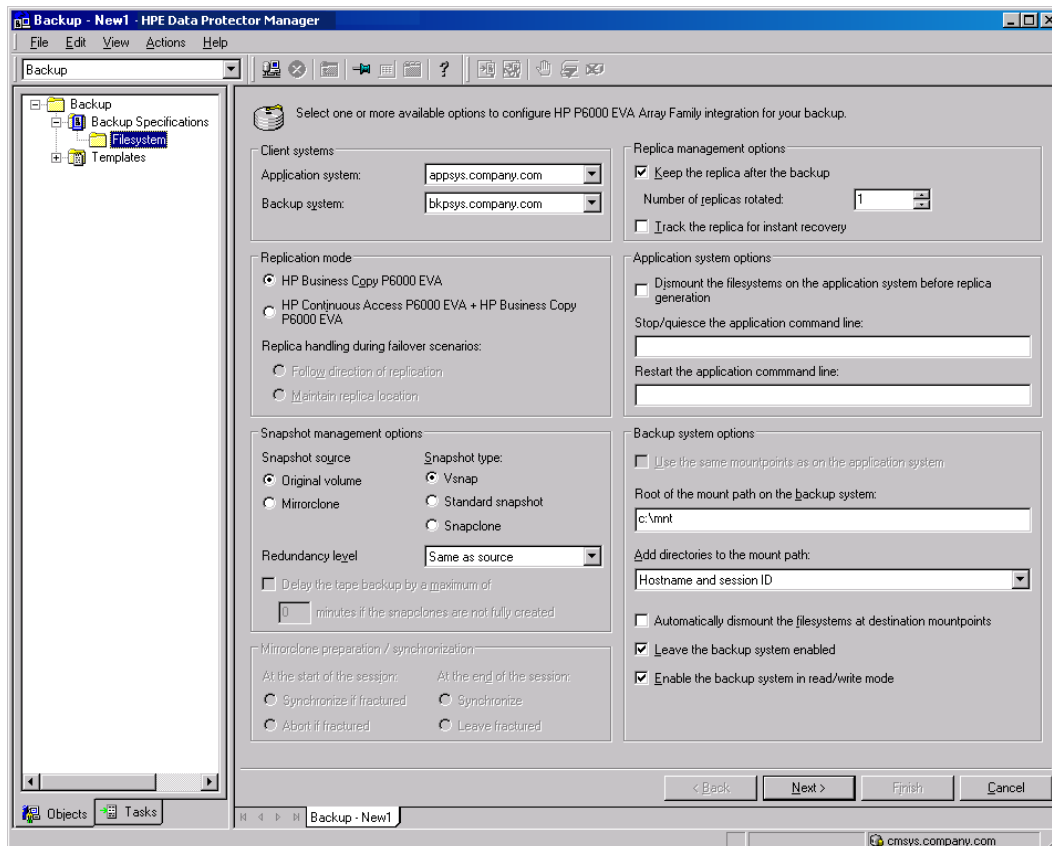 Backup - New1 - HPE Data Protector Manager
File Edit View Actions Help
Backup
?
Backup
Backup Specifications
Filesystem
Templates
Objects
Tasks
Select one or more available options to configure HP P6000 EVA Array Family integration for your backup.
Client systems
Application system:
appsys.company.com
Backup system:
bkpsys.company.com
Replication mode
HP Business Copy P6000 EVA
HP Continuous Access P6000 EVA + HP Business Copy
P6000 EVA
Replica handling during failover scenarios:
Follow direction of replication
Maintain replica location
Snapshot management options
Snapshot source
Original volume
Mirrorclone
Snapshot type:
Vsnap
Standard snapshot
Snapclone
Redundancy level
Same as source
Delay the tape backup by a maximum of
0 minutes if the snapclones are not fully created
Mirrorclone preparation / synchronization
At the start of the session:
Synchronize if fractured
Abort if fractured
At the end of the session:
Synchronize
Leave fractured
Replica management options
Keep the replica after the backup
Number of replicas rotated:
1
Track the replica for instant recovery
Application system options
Dismount the filesystems on the application system before replica
generation
Stop/quiesce the application command line:
Restart the application commmand line:
Backup system options
Use the same mountpoints as on the application system
Root of the mount path on the backup system:
c:\mnt
Add directories to the mount path:
Hostname and session ID
Automatically dismount the filesystems at destination mountpoints
Leave the backup system enabled
Enable the backup system in read/write mode
< Back
Next >
Finish
Cancel
Backup - New1
cmsys.company.com